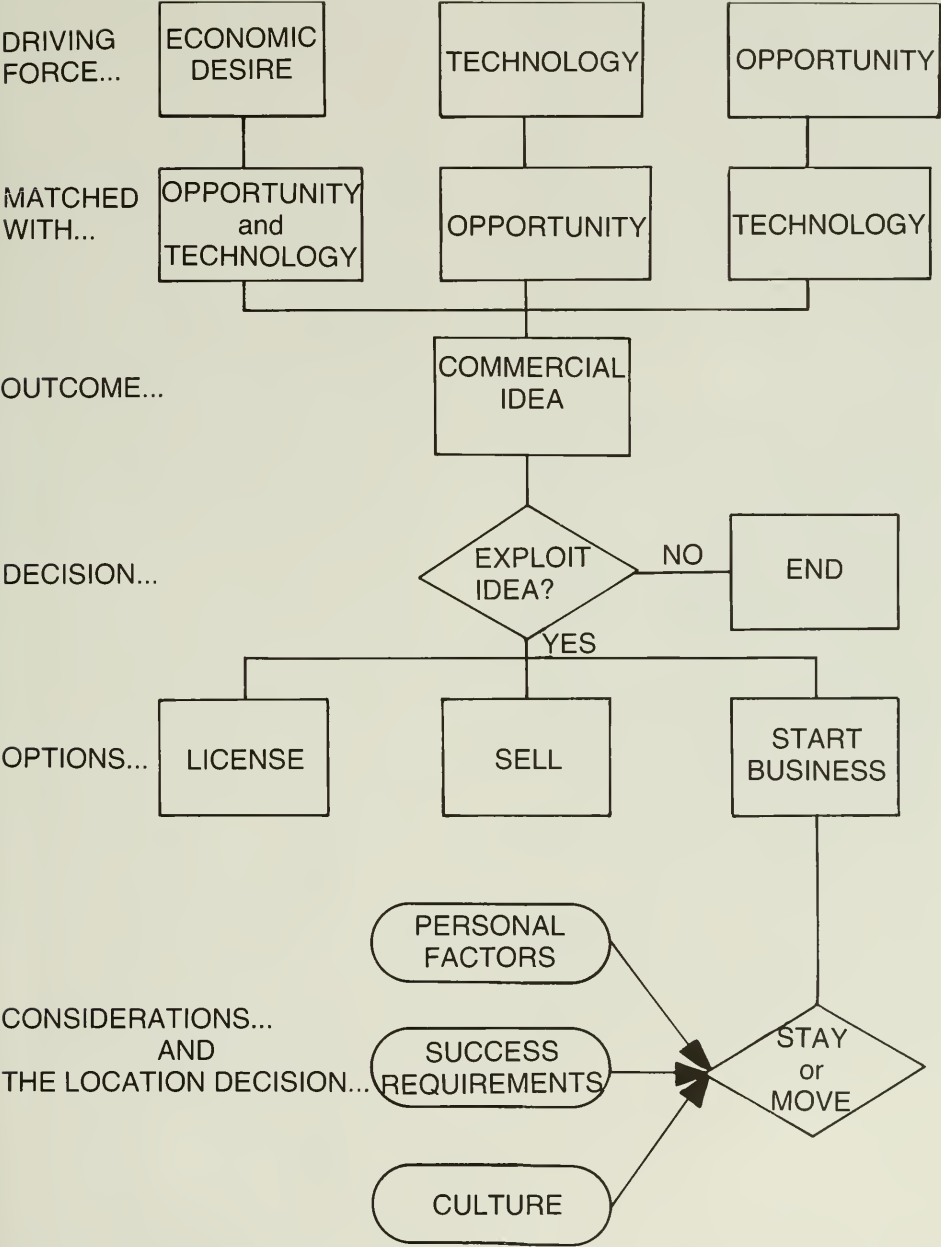 DRIVING
FORCE...
ECONOMIC
DESIRE
TECHNOLOGY
OPPORTUNITY
MATCHED
WITH...
OPPORTUNITY
and
TECHNOLOGY
OPPORTUNITY
TECHNOLOGY
OUTCOME...
COMMERCIAL
IDEA
DECISION...
EXPLOIT
IDEA?
NO
END
YES
OPTIONS...
LICENSE
SELL
START
BUSINESS
PERSONAL
FACTORS
CONSIDERATIONS...
AND
THE LOCATION DECISION...
SUCCESS
REQUIREMENTS
STAY
or
MOVE
CULTURE